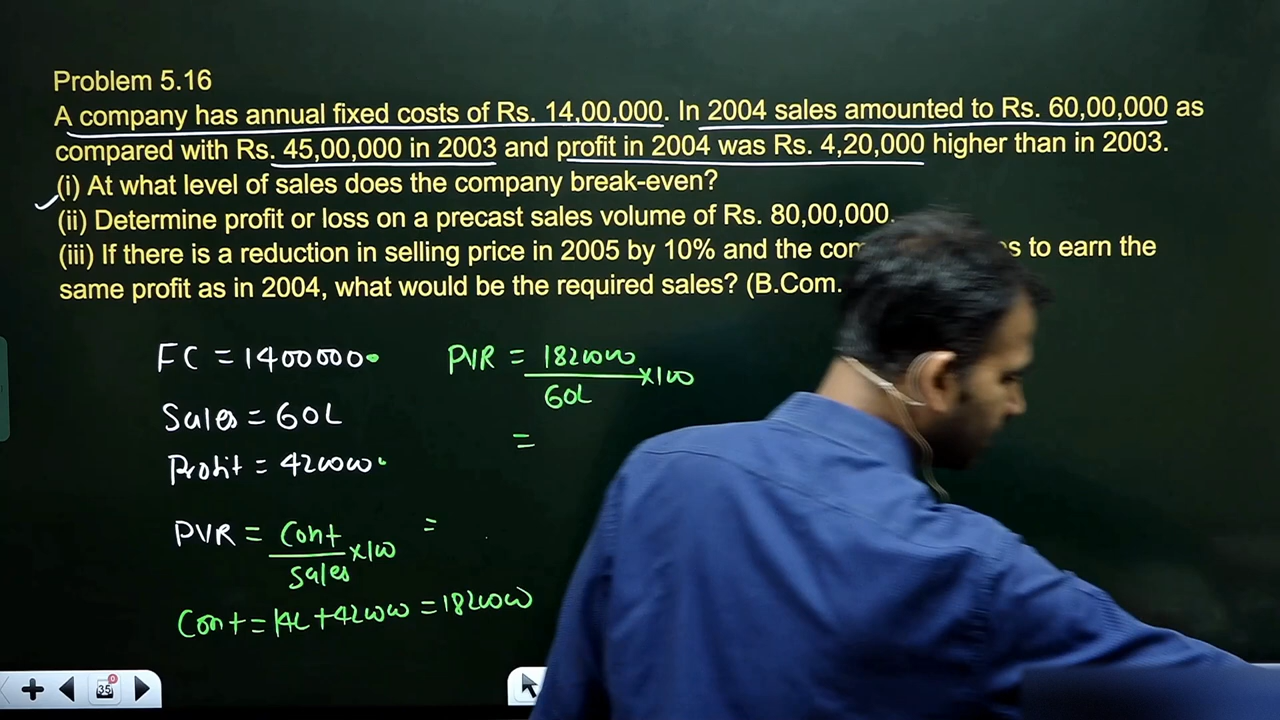 Problem 5.16
A company has annual fixed costs of Rs. 14,00,000. In 2004 sales amounted to Rs. 60,00,000 as
compared with Rs. 45,00,000 in 2003 and profit in 2004 was Rs. 4,20,000 higher than in 2003.
(i) At what level of sales does the company break-even?
(ii) Determine profit or loss on a precast sales volume of Rs. 80,00,000.
(iii) If there is a reduction in selling price in 2005 by 10% and the to earn the
same profit as in 2004, what would be the required sales? (B.Com.
FC = 1400000
Sales = 60L
Profit = 420000
PVR = Cont/Sales × 100 =
Cont = 14L + 420000 = 1820000
PVR = 1820000/60L × 100
=
35
0